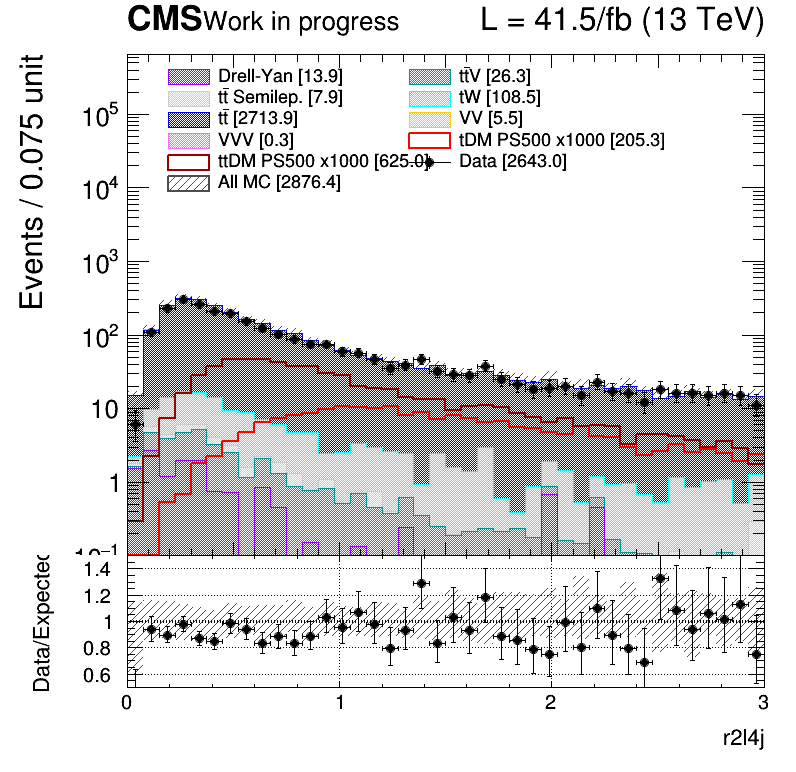 CMS Work in progress L = 41.5/fb (13 TeV)
Events / 0.075 unit
Drell-Yan [13.9]
tt̄V [26.3]
tt̄ Semilep. [7.9]
tW [108.5]
tt̄ [2713.9]
VV [5.5]
VVV [0.3]
tDM PS500 x1000 [205.3]
ttDM PS500 x1000 [625.0]
Data [2643.0]
All MC [2876.4]
10⁵
10⁴
10³
10²
10
1
10⁻¹
Data/Expected
1.4
1.2
1
0.8
0.6
0 1 2 3
r2l4j